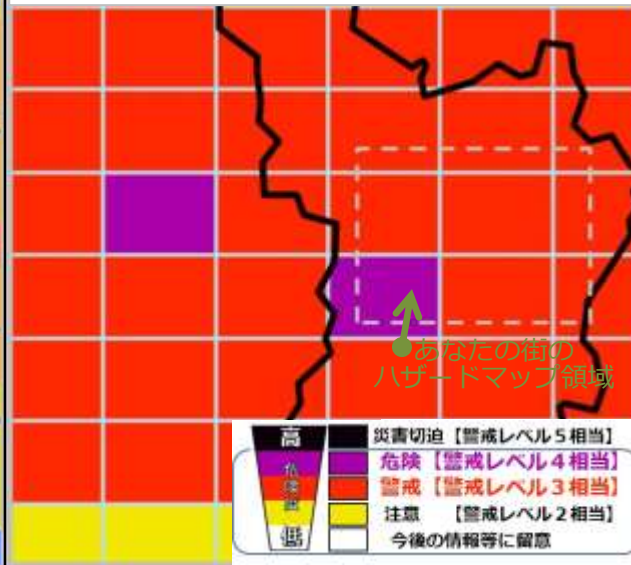 あなたの街の
ハザードマップ領域
高 災害切迫【警戒レベル5相当】
危険度 危険【警戒レベル4相当】
警戒【警戒レベル3相当】
注意 【警戒レベル2相当】
低 今後の情報等に留意